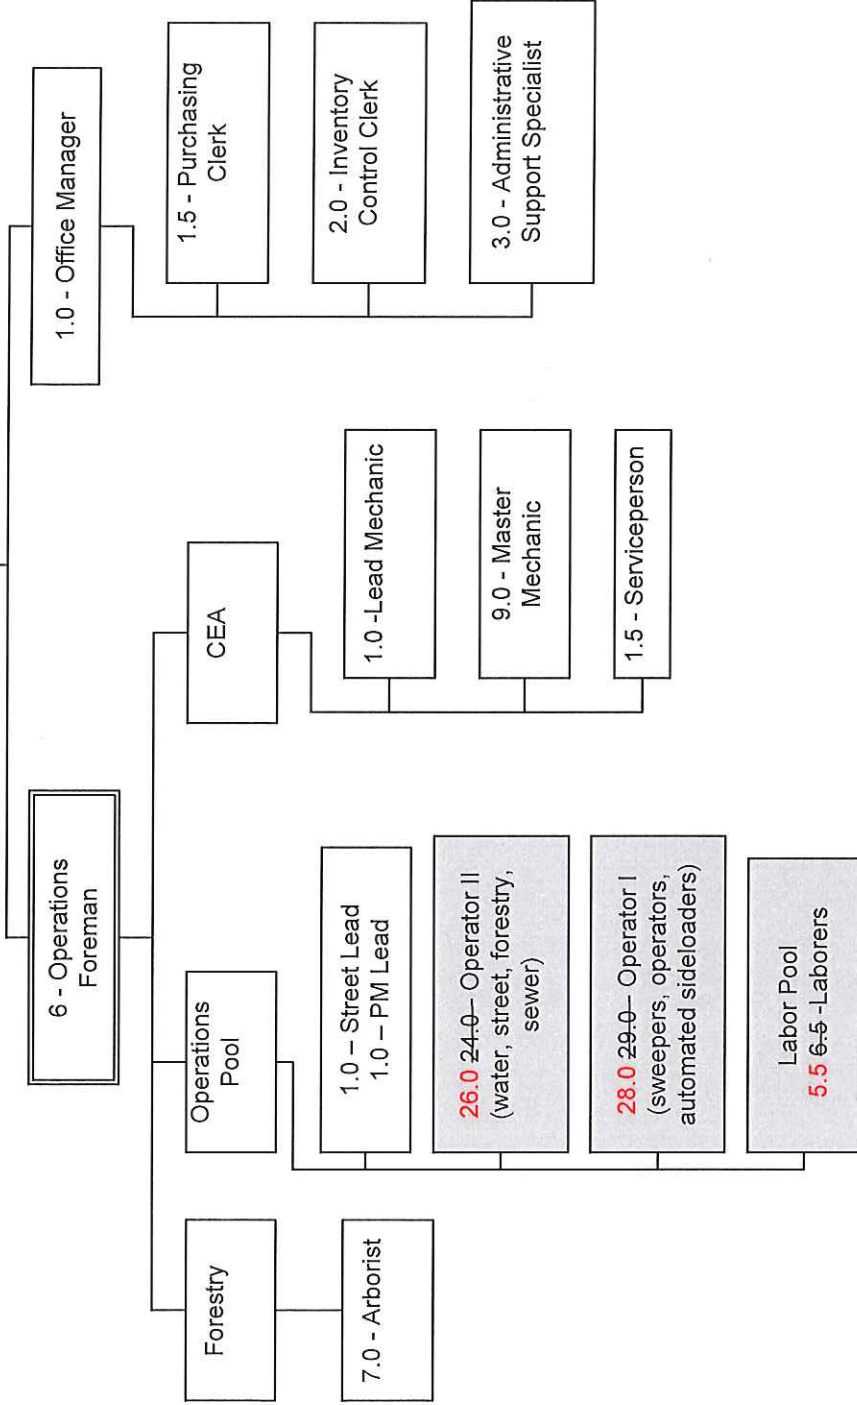 6 - Operations
Foreman
1.0 - Office Manager
Forestry
7.0 - Arborist
Operations
Pool
1.0 – Street Lead
1.0 – PM Lead
26.0 24.0 – Operator II
(water, street, forestry,
sewer)
28.0 29.0 – Operator I
(sweepers, operators,
automated sideloaders)
Labor Pool
5.5 6.5 -Laborers
CEA
1.0 -Lead Mechanic
9.0 - Master
Mechanic
1.5 - Serviceperson
1.5 - Purchasing
Clerk
2.0 - Inventory
Control Clerk
3.0 - Administrative
Support Specialist